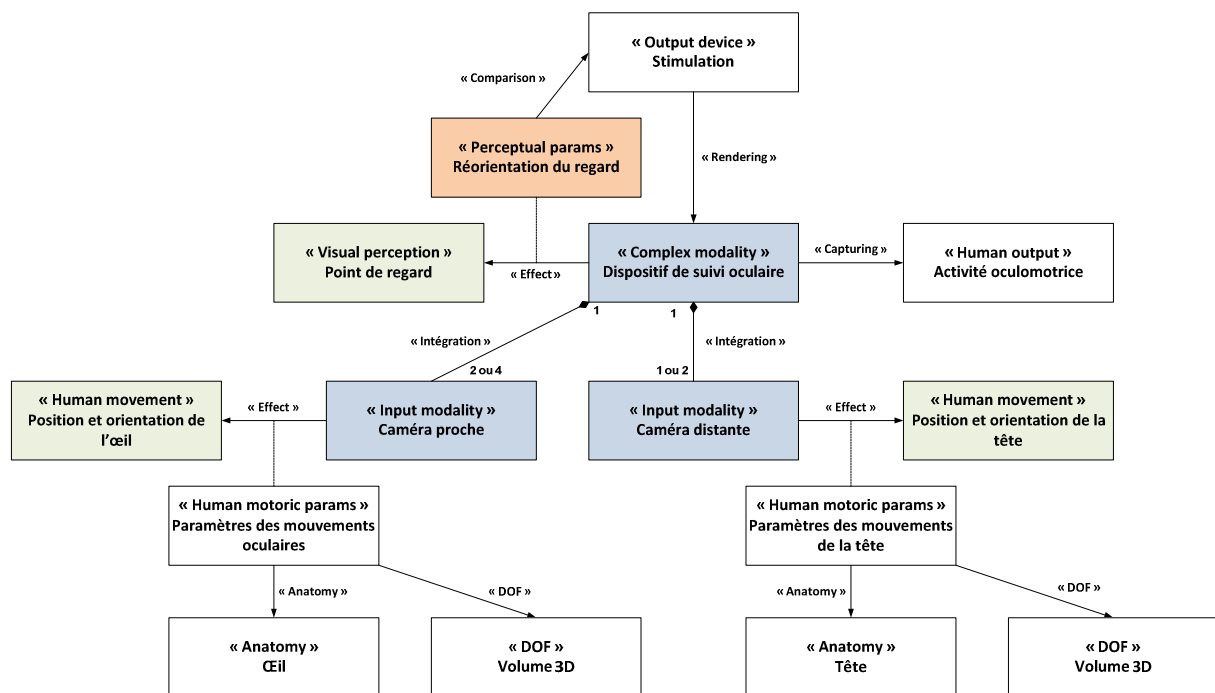 « Output device »
Stimulation
« Comparison »
« Perceptual params »
Réorientation du regard
« Rendering »
« Visual perception »
Point de regard
« Effect »
« Complex modality »
Dispositif de suivi oculaire
« Capturing »
« Human output »
Activité oculomotrice
1
1
« Intégration »
« Intégration »
2 ou 4
1 ou 2
« Human movement »
Position et orientation de
l’œil
« Effect »
« Input modality »
Caméra proche
« Input modality »
Caméra distante
« Effect »
« Human movement »
Position et orientation de la
tête
« Human motoric params »
Paramètres des mouvements
oculaires
« Human motoric params »
Paramètres des mouvements
de la tête
« Anatomy »
« DOF »
« Anatomy »
« DOF »
« Anatomy »
Œil
« DOF »
Volume 3D
« Anatomy »
Tête
« DOF »
Volume 3D